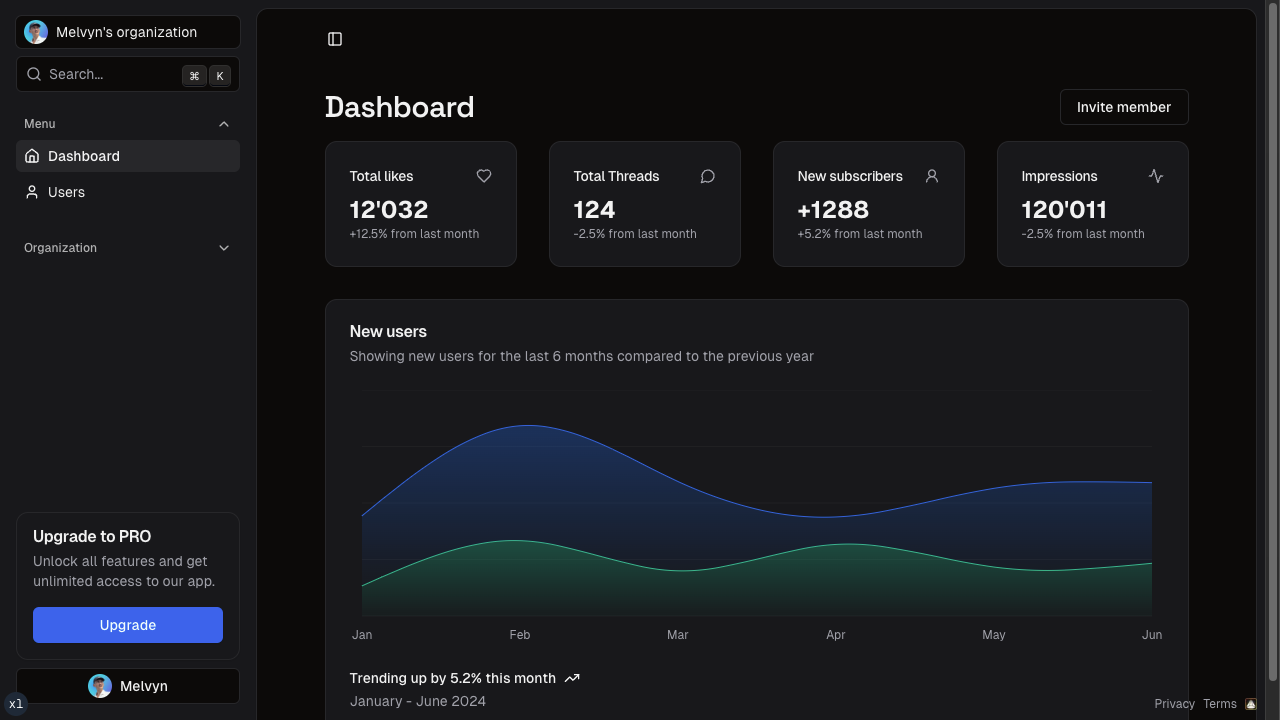 Melvyn's organization
Search...
⌘ K
Menu
Dashboard
Users
Organization
Upgrade to PRO
Unlock all features and get
unlimited access to our app.
Upgrade
Melvyn
xl
Dashboard
Invite member
Total likes
12'032
+12.5% from last month
Total Threads
124
-2.5% from last month
New subscribers
+1288
+5.2% from last month
Impressions
120'011
-2.5% from last month
New users
Showing new users for the last 6 months compared to the previous year
Jan Feb Mar Apr May Jun
Trending up by 5.2% this month
January - June 2024
Privacy Terms